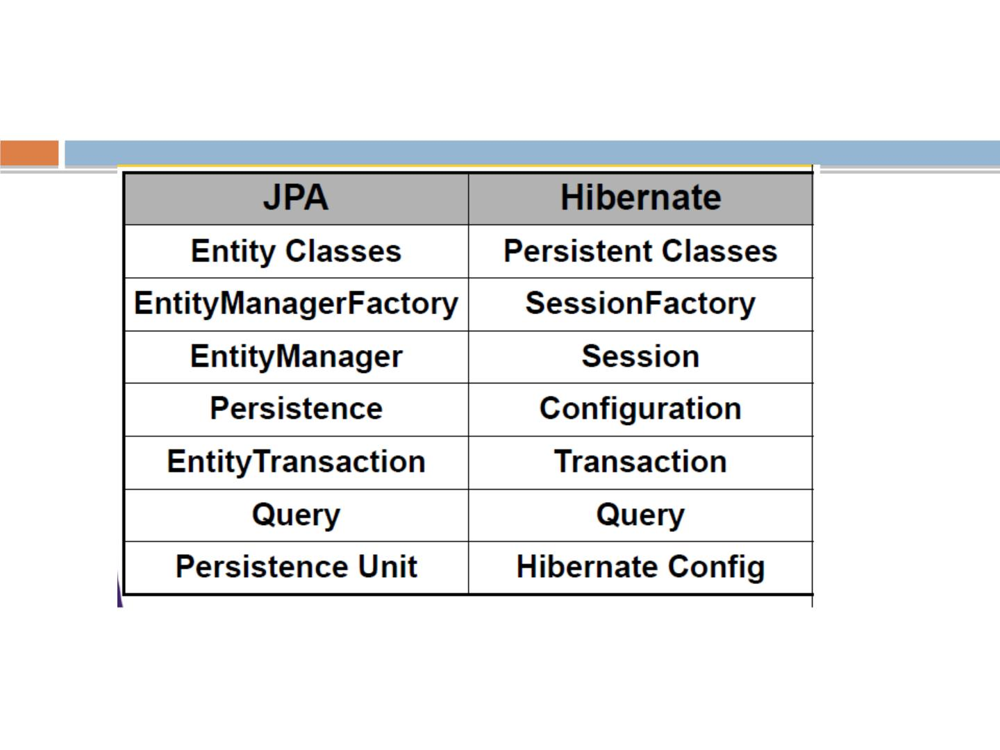 JPA Hibernate
Entity Classes Persistent Classes
EntityManagerFactory SessionFactory
EntityManager Session
Persistence Configuration
EntityTransaction Transaction
Query Query
Persistence Unit Hibernate Config